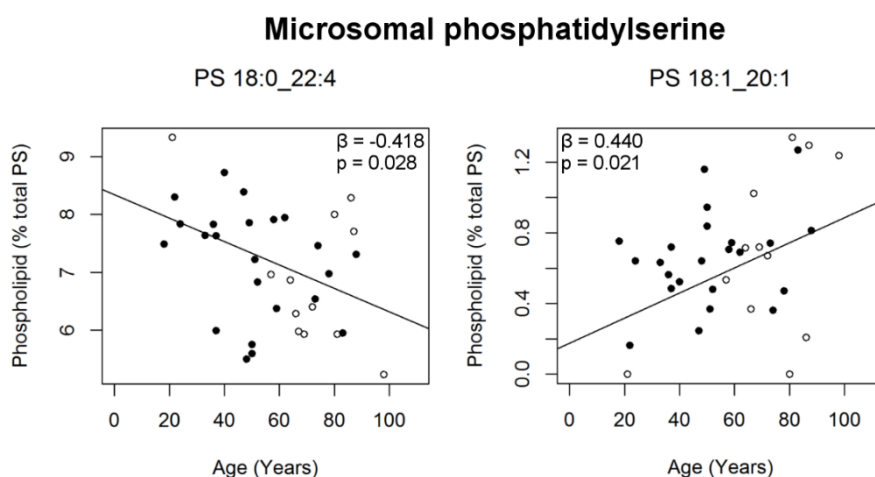 Microsomal phosphatidylserine
PS 18:0_22:4
Phospholipid (% total PS)
9
8
7
6
β = -0.418
p = 0.028
0 20 40 60 80 100
Age (Years)
PS 18:1_20:1
Phospholipid (% total PS)
1.2
0.8
0.4
0.0
β = 0.440
p = 0.021
0 20 40 60 80 100
Age (Years)